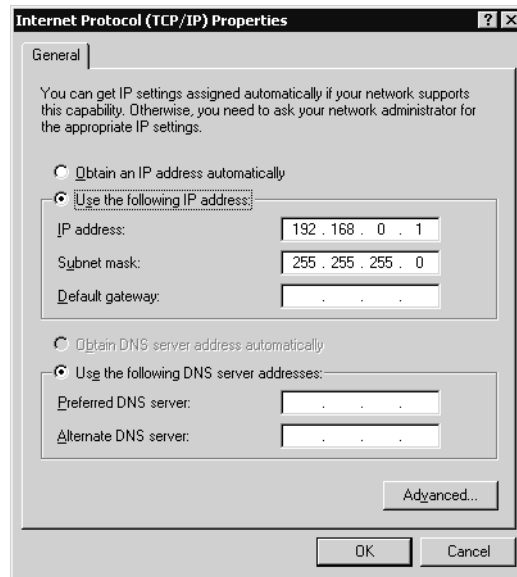 Internet Protocol (TCP/IP) Properties
General
You can get IP settings assigned automatically if your network supports
this capability. Otherwise, you need to ask your network administrator for
the appropriate IP settings.
Obtain an IP address automatically
Use the following IP address:
IP address: 192 . 168 . 0 . 1
Subnet mask: 255 . 255 . 255 . 0
Default gateway: . . .
Obtain DNS server address automatically
Use the following DNS server addresses:
Preferred DNS server: . . .
Alternate DNS server: . . .
Advanced...
OK Cancel